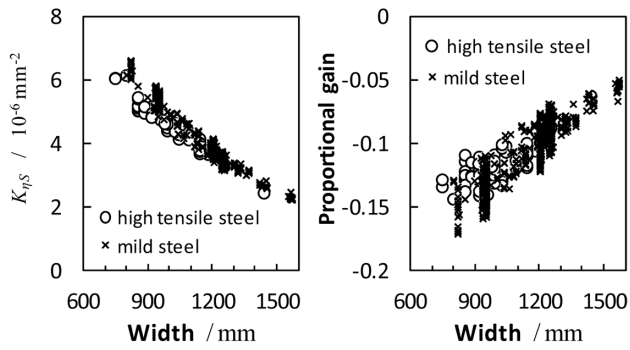 8
6
4
2
0
K_ηS / 10⁻⁶ mm⁻²
○ high tensile steel
× mild steel
600 900 1200 1500
Width / mm
0
-0.05
-0.1
-0.15
-0.2
Proportional gain
○ high tensile steel
× mild steel
600 900 1200 1500
Width / mm